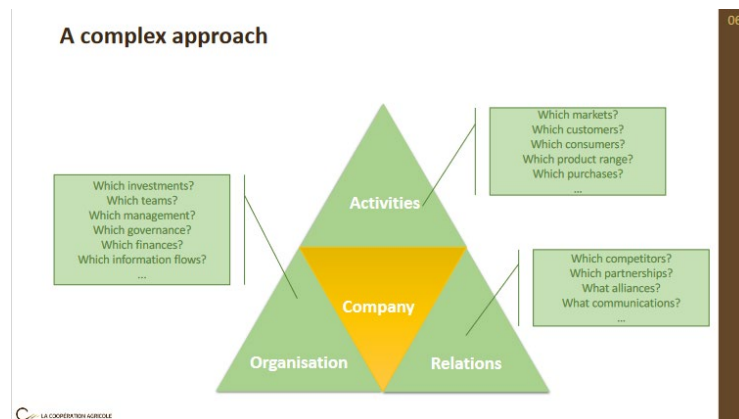 A complex approach
06
Which markets?
Which customers?
Which consumers?
Which product range?
Which purchases?
...
Which investments?
Which teams?
Which management?
Which governance?
Which finances?
Which information flows?
...
Activities
Which competitors?
Which partnerships?
What alliances?
What communications?
...
Company
Organisation
Relations
LA COOPÉRATION AGRICOLE